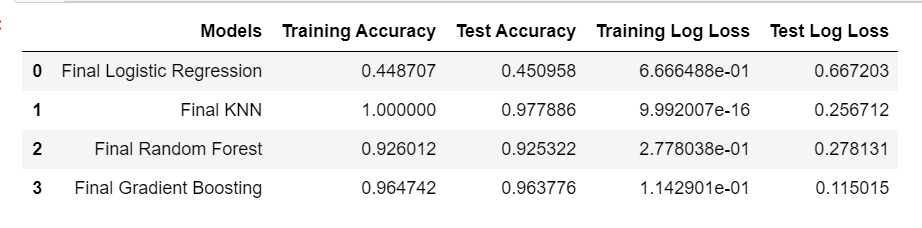 Models Training Accuracy Test Accuracy Training Log Loss Test Log Loss
0 Final Logistic Regression 0.448707 0.450958 6.666488e-01 0.667203
1 Final KNN 1.000000 0.977886 9.992007e-16 0.256712
2 Final Random Forest 0.926012 0.925322 2.778038e-01 0.278131
3 Final Gradient Boosting 0.964742 0.963776 1.142901e-01 0.115015